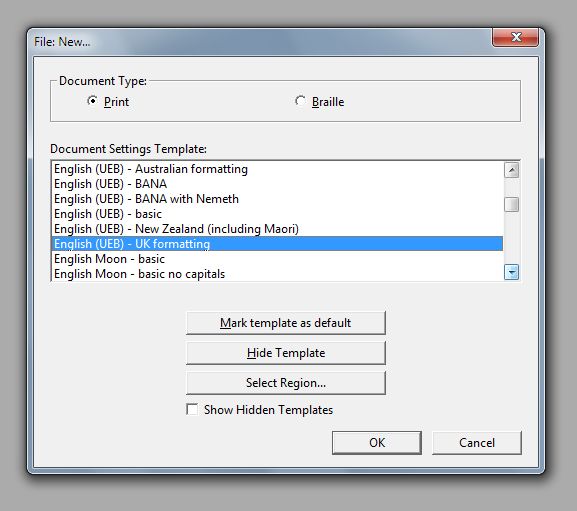 File: New...
Document Type:
Print
Braille
Document Settings Template:
English (UEB) - Australian formatting
English (UEB) - BANA
English (UEB) - BANA with Nemeth
English (UEB) - basic
English (UEB) - New Zealand (including Maori)
English (UEB) - UK formatting
English Moon - basic
English Moon - basic no capitals
Mark template as default
Hide Template
Select Region...
Show Hidden Templates
OK
Cancel